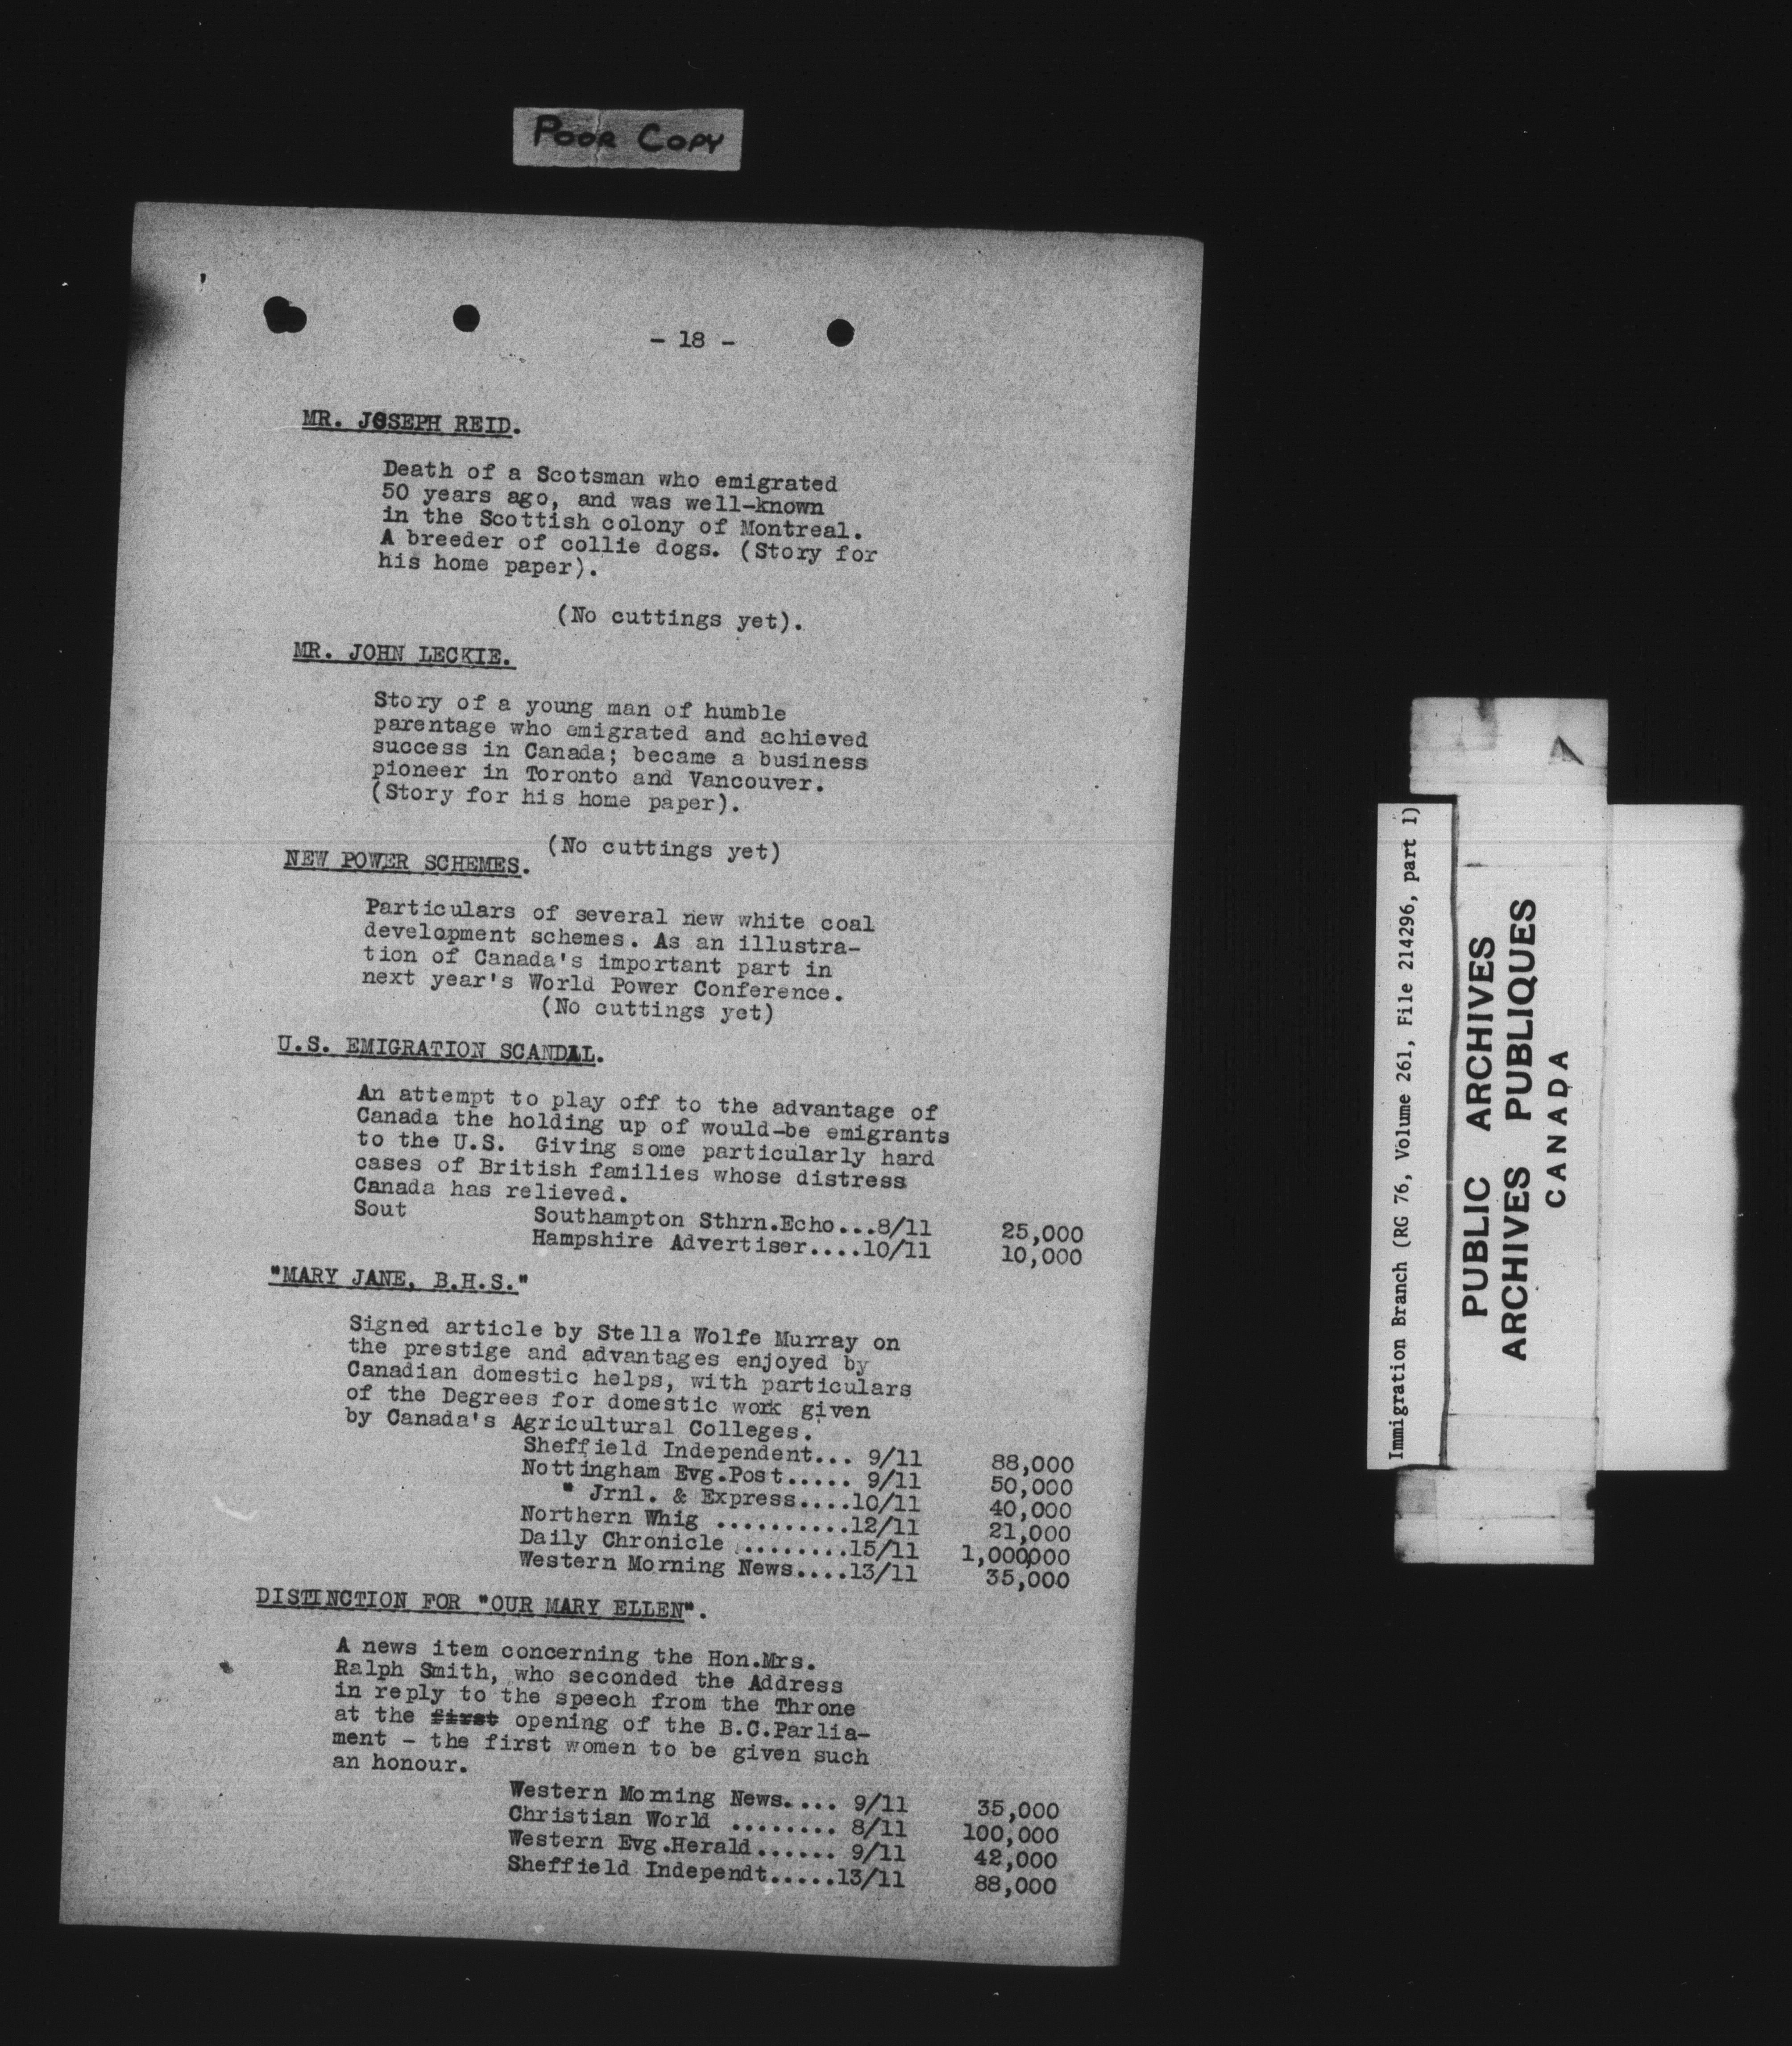 POOR COPY
- 18 -
MR. JOSEPH REID.
Death of a Scotsman who emigrated
50 years ago, and was well-known
in the Scottish colony of Montreal.
A breeder of collie dogs. (Story for
his home paper).
(No cuttings yet).
MR. JOHN LECKIE.
Story of a young man of humble
parentage who emigrated and achieved
success in Canada; became a business
pioneer in Toronto and Vancouver.
(Story for his home paper).
(No cuttings yet)
NEW POWER SCHEMES.
Particulars of several new white coal
development schemes. As an illustra-
tion of Canada's important part in
next year's World Power Conference.
(No cuttings yet)
U.S. EMIGRATION SCANDAL.
An attempt to play off to the advantage of
Canada the holding up of would-be emigrants
to the U.S. Giving some particularly hard
cases of British families whose distress
Canada has relieved.
Sout Southampton Sthrn.Echo...8/11 25,000
Hampshire Advertiser....10/11 10,000
"MARY JANE, B.H.S."
Signed article by Stella Wolfe Murray on
the prestige and advantages enjoyed by
Canadian domestic helps, with particulars
of the Degrees for domestic work given
by Canada's Agricultural Colleges.
Sheffield Independent... 9/11 88,000
Nottingham Evg.Post..... 9/11 50,000
" Jrnl. & Express....10/11 40,000
Northern Whig ..........12/11 21,000
Daily Chronicle .........15/11 1,000,000
Western Morning News....13/11 35,000
DISTINCTION FOR "OUR MARY ELLEN".
A news item concerning the Hon.Mrs.
Ralph Smith, who seconded the Address
in reply to the speech from the Throne
at the first opening of the B.C.Parlia-
ment - the first women to be given such
an honour.
Western Morning News.... 9/11 35,000
Christian World ........ 8/11 100,000
Western Evg.Herald...... 9/11 42,000
Sheffield Independt.....13/11 88,000
Immigration Branch (RG 76, Volume 261, File 214296, part 1)
PUBLIC ARCHIVES
ARCHIVES PUBLIQUES
CANADA